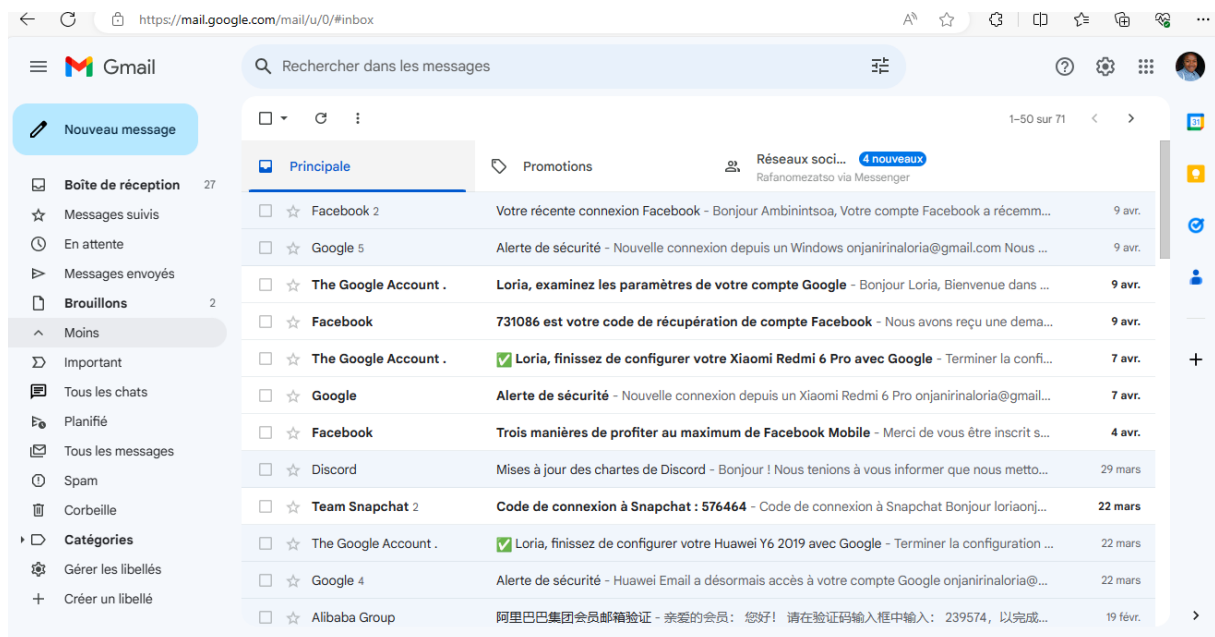 https://mail.google.com/mail/u/0/#inbox
Gmail
Rechercher dans les messages
Nouveau message
1–50 sur 71
31
Principale
Promotions
Réseaux soci... 4 nouveaux
Rafanomezatso via Messenger
Boîte de réception 27
Messages suivis
En attente
Messages envoyés
Brouillons 2
Moins
Important
Tous les chats
Planifié
Tous les messages
Spam
Corbeille
Catégories
Gérer les libellés
Créer un libellé
Facebook 2 Votre récente connexion Facebook - Bonjour Ambinintsoa, Votre compte Facebook a récemm... 9 avr.
Google 5 Alerte de sécurité - Nouvelle connexion depuis un Windows onjanirinaloria@gmail.com Nous ... 9 avr.
The Google Account . Loria, examinez les paramètres de votre compte Google - Bonjour Loria, Bienvenue dans ... 9 avr.
Facebook 731086 est votre code de récupération de compte Facebook - Nous avons reçu une dema... 9 avr.
The Google Account . ✅ Loria, finissez de configurer votre Xiaomi Redmi 6 Pro avec Google - Terminer la confi... 7 avr.
Google Alerte de sécurité - Nouvelle connexion depuis un Xiaomi Redmi 6 Pro onjanirinaloria@gmail... 7 avr.
Facebook Trois manières de profiter au maximum de Facebook Mobile - Merci de vous être inscrit s... 4 avr.
Discord Mises à jour des chartes de Discord - Bonjour ! Nous tenions à vous informer que nous metto... 29 mars
Team Snapchat 2 Code de connexion à Snapchat : 576464 - Code de connexion à Snapchat Bonjour loriaonj... 22 mars
The Google Account . ✅ Loria, finissez de configurer votre Huawei Y6 2019 avec Google - Terminer la configuration ... 22 mars
Google 4 Alerte de sécurité - Huawei Email a désormais accès à votre compte Google onjanirinaloria@... 22 mars
Alibaba Group 阿里巴巴集团会员邮箱验证 - 亲爱的会员： 您好！ 请在验证码输入框中输入： 239574，以完成... 19 févr.